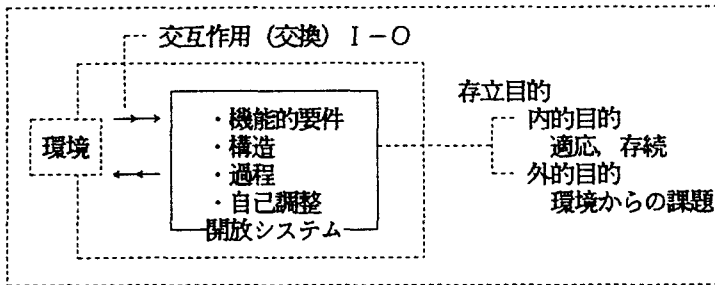 交互作用（交換）Ｉ－Ｏ
環境
・機能的要件
・構造
・過程
・自己調整
開放システム
存立目的
内的目的
適応，存続
外的目的
環境からの課題